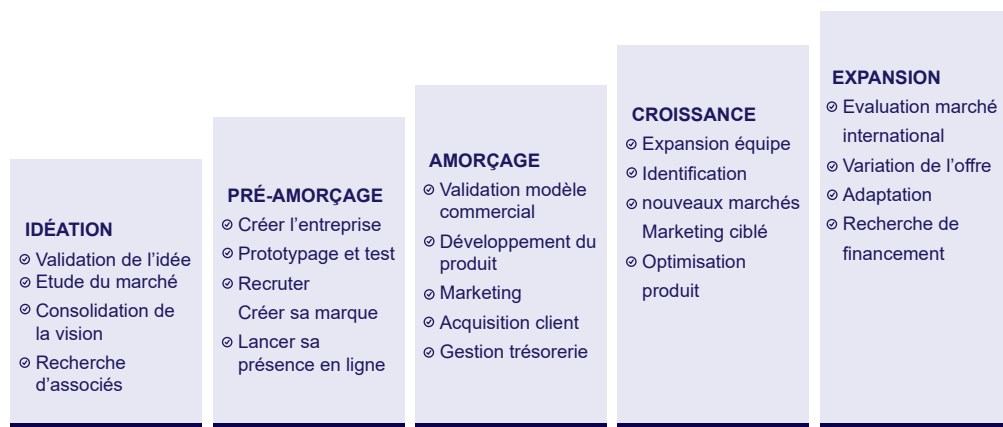 IDÉATION
Validation de l'idée
Etude du marché
Consolidation de
la vision
Recherche
d'associés
PRÉ-AMORÇAGE
Créer l'entreprise
Prototypage et test
Recruter
Créer sa marque
Lancer sa
présence en ligne
AMORÇAGE
Validation modèle
commercial
Développement du
produit
Marketing
Acquisition client
Gestion trésorerie
CROISSANCE
Expansion équipe
Identification
nouveaux marchés
Marketing ciblé
Optimisation
produit
EXPANSION
Evaluation marché
international
Variation de l'offre
Adaptation
Recherche de
financement